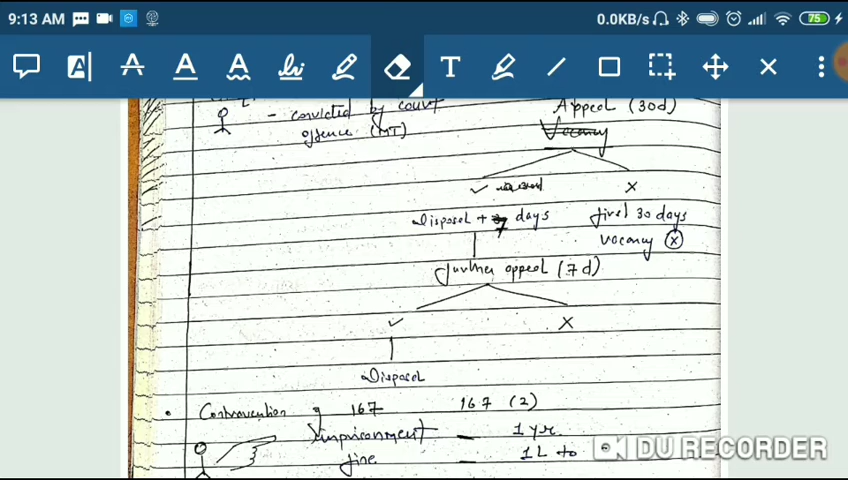 9:13 AM
0.0KB/s
75
A
A
A
A
T
- convicted by court
offence (MT)
Appeal (30d)
Vacancy
✓
x
Disposal + 7 days
first 30 days
vacancy ⓧ
further appeal (7d)
✓
X
Disposal
• Contravention of 167
167 (2)
Imprisonment - 1 yr
fine - 1L to
DU RECORDER